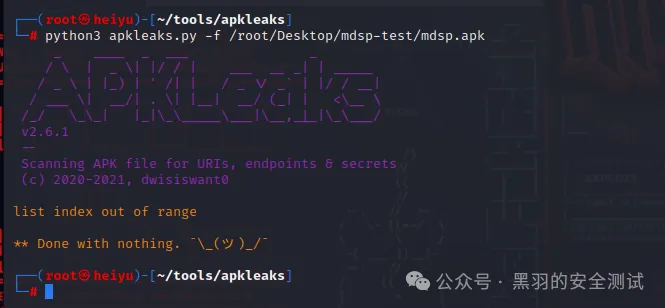 ┌──(root㉿heiyu)-[~/tools/apkleaks]
└─# python3 apkleaks.py -f /root/Desktop/mdsp-test/mdsp.apk
APKLeaks
v2.6.1
--
Scanning APK file for URIs, endpoints & secrets
(c) 2020-2021, dwisiswant0
list index out of range
** Done with nothing. ¯\_(ツ)_/¯
┌──(root㉿heiyu)-[~/tools/apkleaks]
└─#
公众号 · 黑羽的安全测试